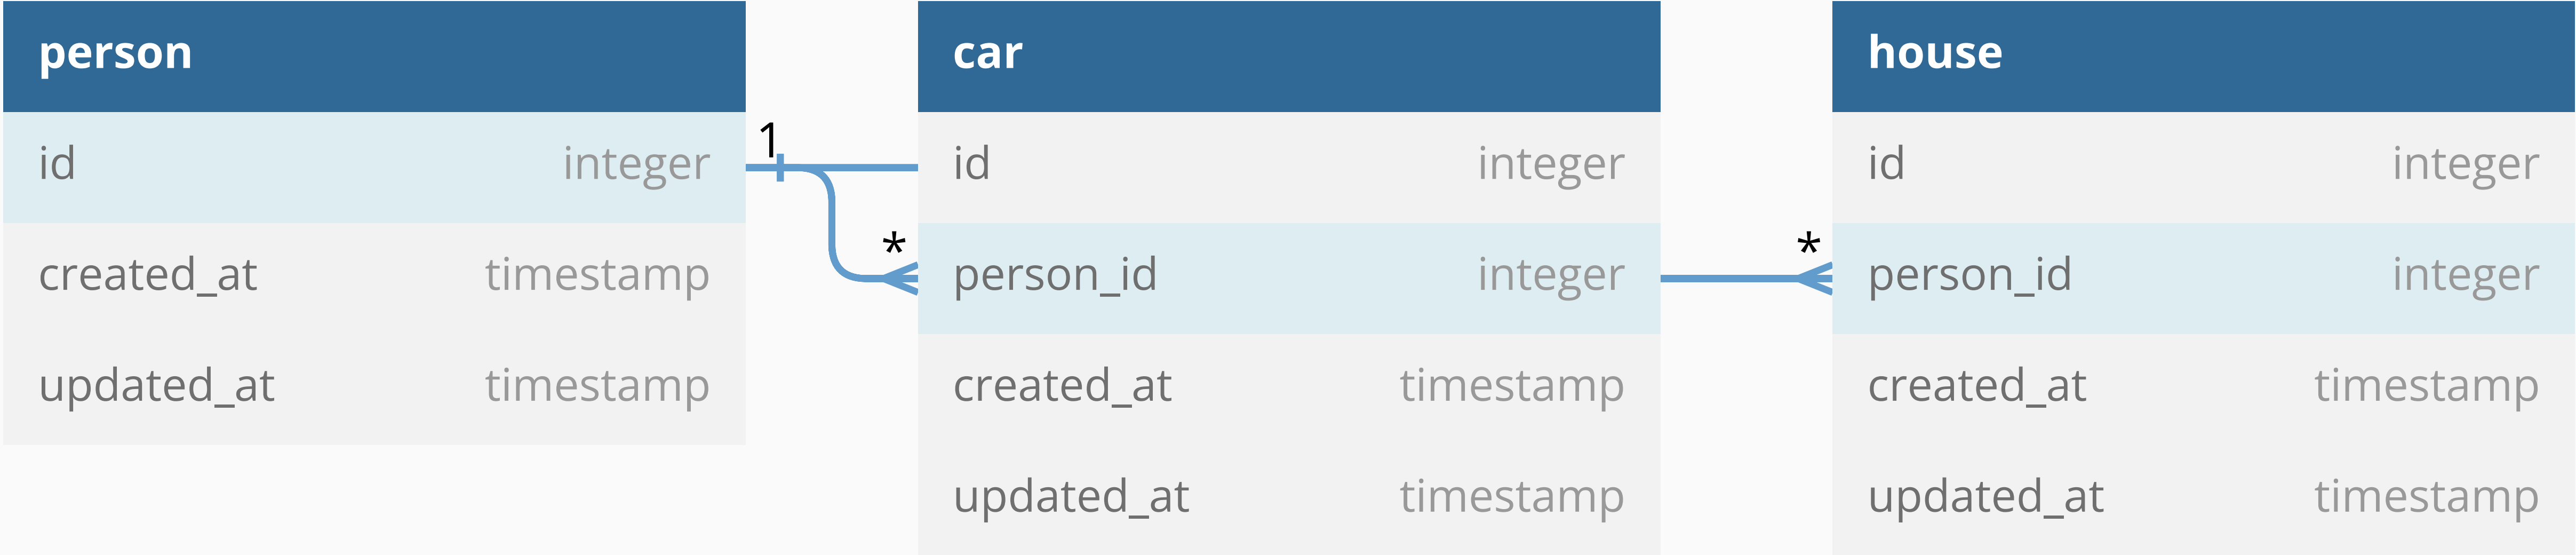 person
id integer
created_at timestamp
updated_at timestamp
1
*
car
id integer
person_id integer
created_at timestamp
updated_at timestamp
*
house
id integer
person_id integer
created_at timestamp
updated_at timestamp